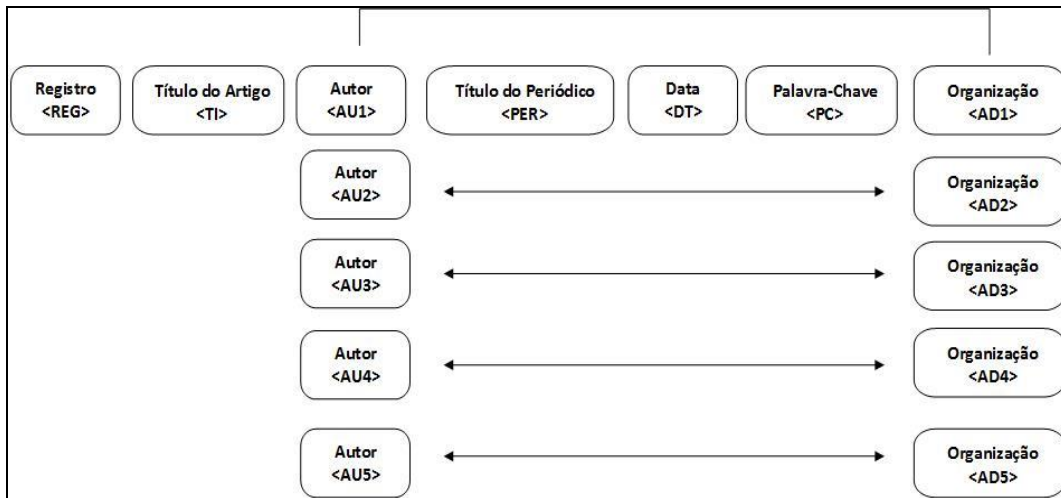 Registro
<REG>
Título do Artigo
<TI>
Autor
<AU1>
Título do Periódico
<PER>
Data
<DT>
Palavra-Chave
<PC>
Organização
<AD1>
Autor
<AU2>
Organização
<AD2>
Autor
<AU3>
Organização
<AD3>
Autor
<AU4>
Organização
<AD4>
Autor
<AU5>
Organização
<AD5>